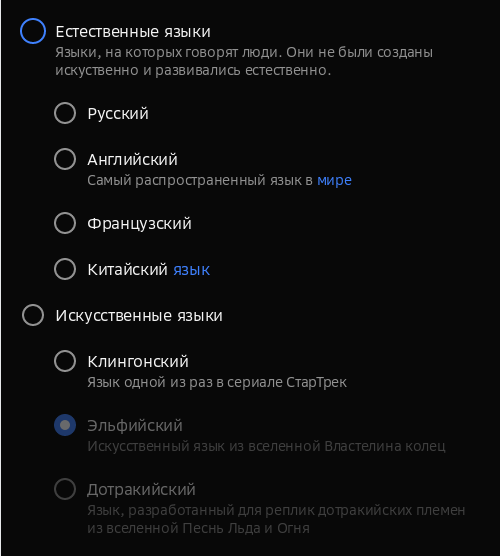 Естественные языки
Языки, на которых говорят люди. Они не были созданы
искуственно и развивались естественно.
Русский
Английский
Самый распространенный язык в мире
Французский
Китайский язык
Искусственные языки
Клингонский
Язык одной из раз в сериале СтарТрек
Эльфийский
Искусственный язык из вселенной Властелина колец
Дотракийский
Язык, разработанный для реплик дотракийских племен
из вселенной Песнь Льда и Огня